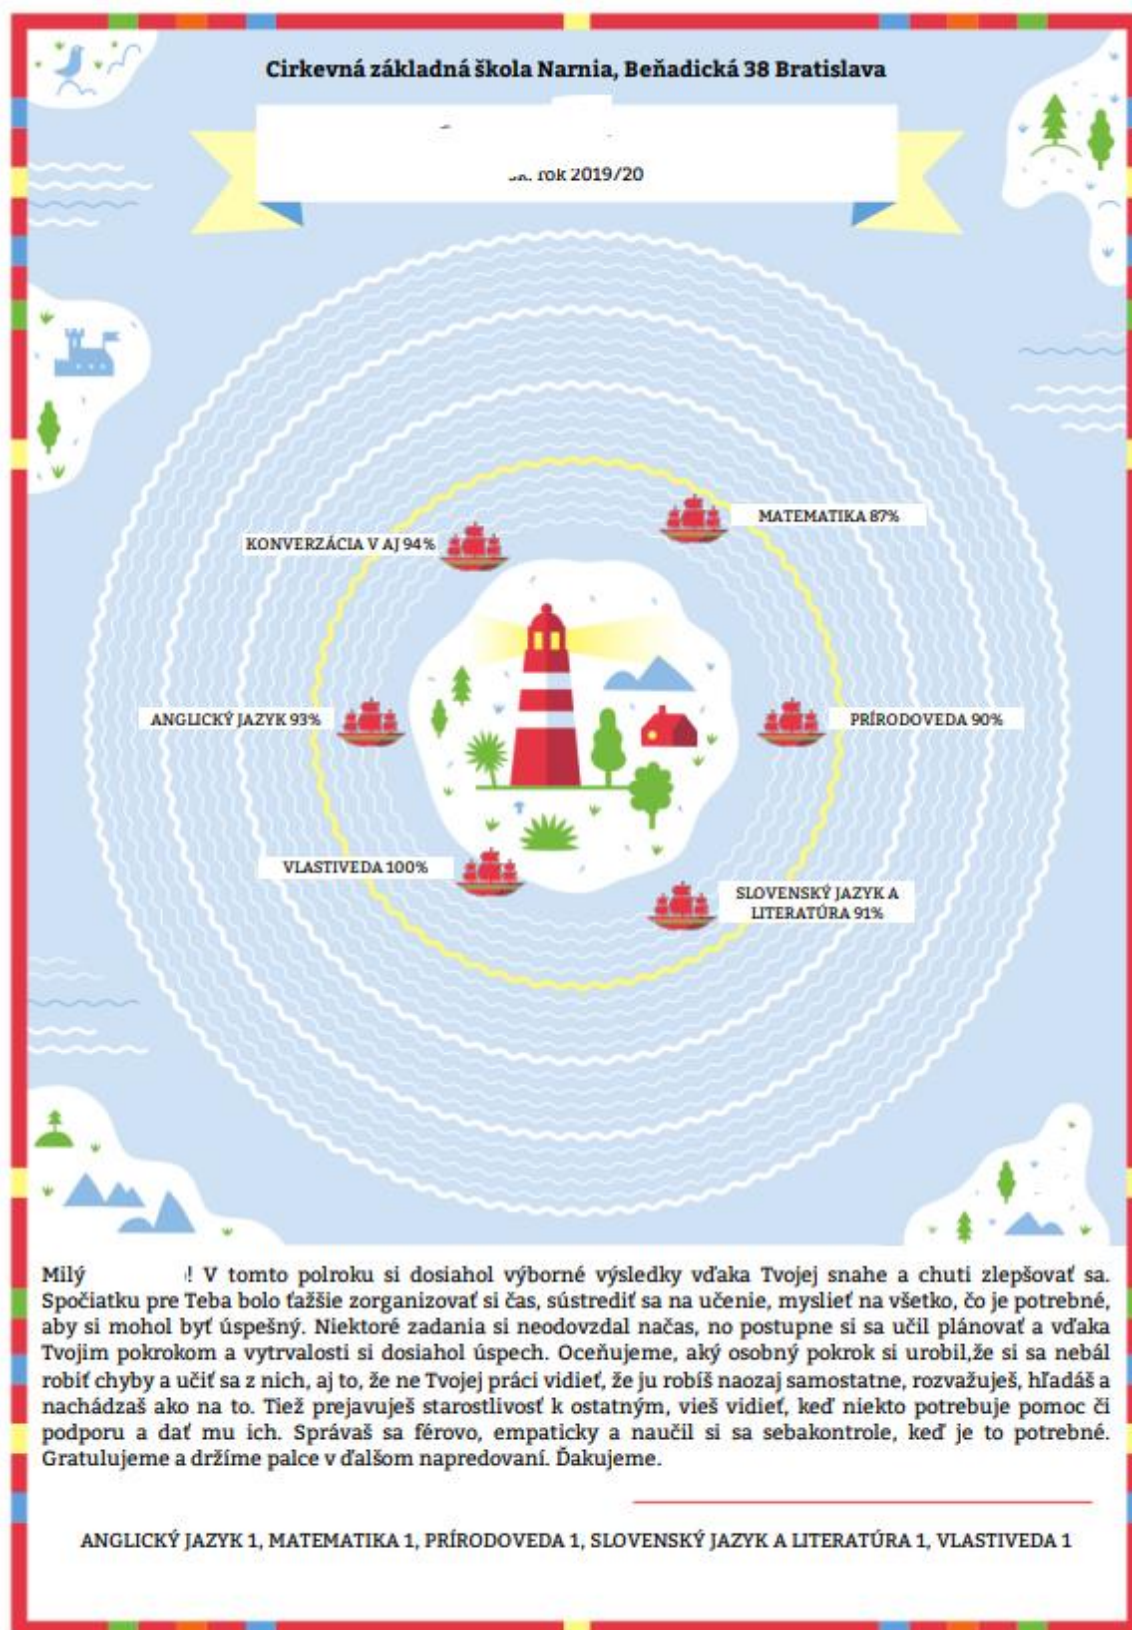 Cirkevná základná škola Narnia, Beňadická 38 Bratislava
rok 2019/20
MATEMATIKA 87%
KONVERZÁCIA V AJ 94%
ANGLICKÝ JAZYK 93%
PRÍRODOVEDA 90%
VLASTIVEDA 100%
SLOVENSKÝ JAZYK A
LITERATÚRA 91%
Milý ! V tomto polroku si dosiahol výborné výsledky vďaka Tvojej snahe a chuti zlepšovať sa.
Spočiatku pre Teba bolo ťažšie zorganizovať si čas, sústrediť sa na učenie, myslieť na všetko, čo je potrebné,
aby si mohol byť úspešný. Niektoré zadania si neodovzdal načas, no postupne si sa učil plánovať a vďaka
Tvojim pokrokom a vytrvalosti si dosiahol úspech. Oceňujeme, aký osobný pokrok si urobil,že si sa nebál
robiť chyby a učiť sa z nich, aj to, že ne Tvojej práci vidieť, že ju robíš naozaj samostatne, rozvažuješ, hľadáš a
nachádzaš ako na to. Tiež prejavuješ starostlivosť k ostatným, vieš vidieť, keď niekto potrebuje pomoc či
podporu a dať mu ich. Správaš sa férovo, empaticky a naučil si sa sebakontrole, keď je to potrebné.
Gratulujeme a držíme palce v ďalšom napredovaní. Ďakujeme.
ANGLICKÝ JAZYK 1, MATEMATIKA 1, PRÍRODOVEDA 1, SLOVENSKÝ JAZYK A LITERATÚRA 1, VLASTIVEDA 1